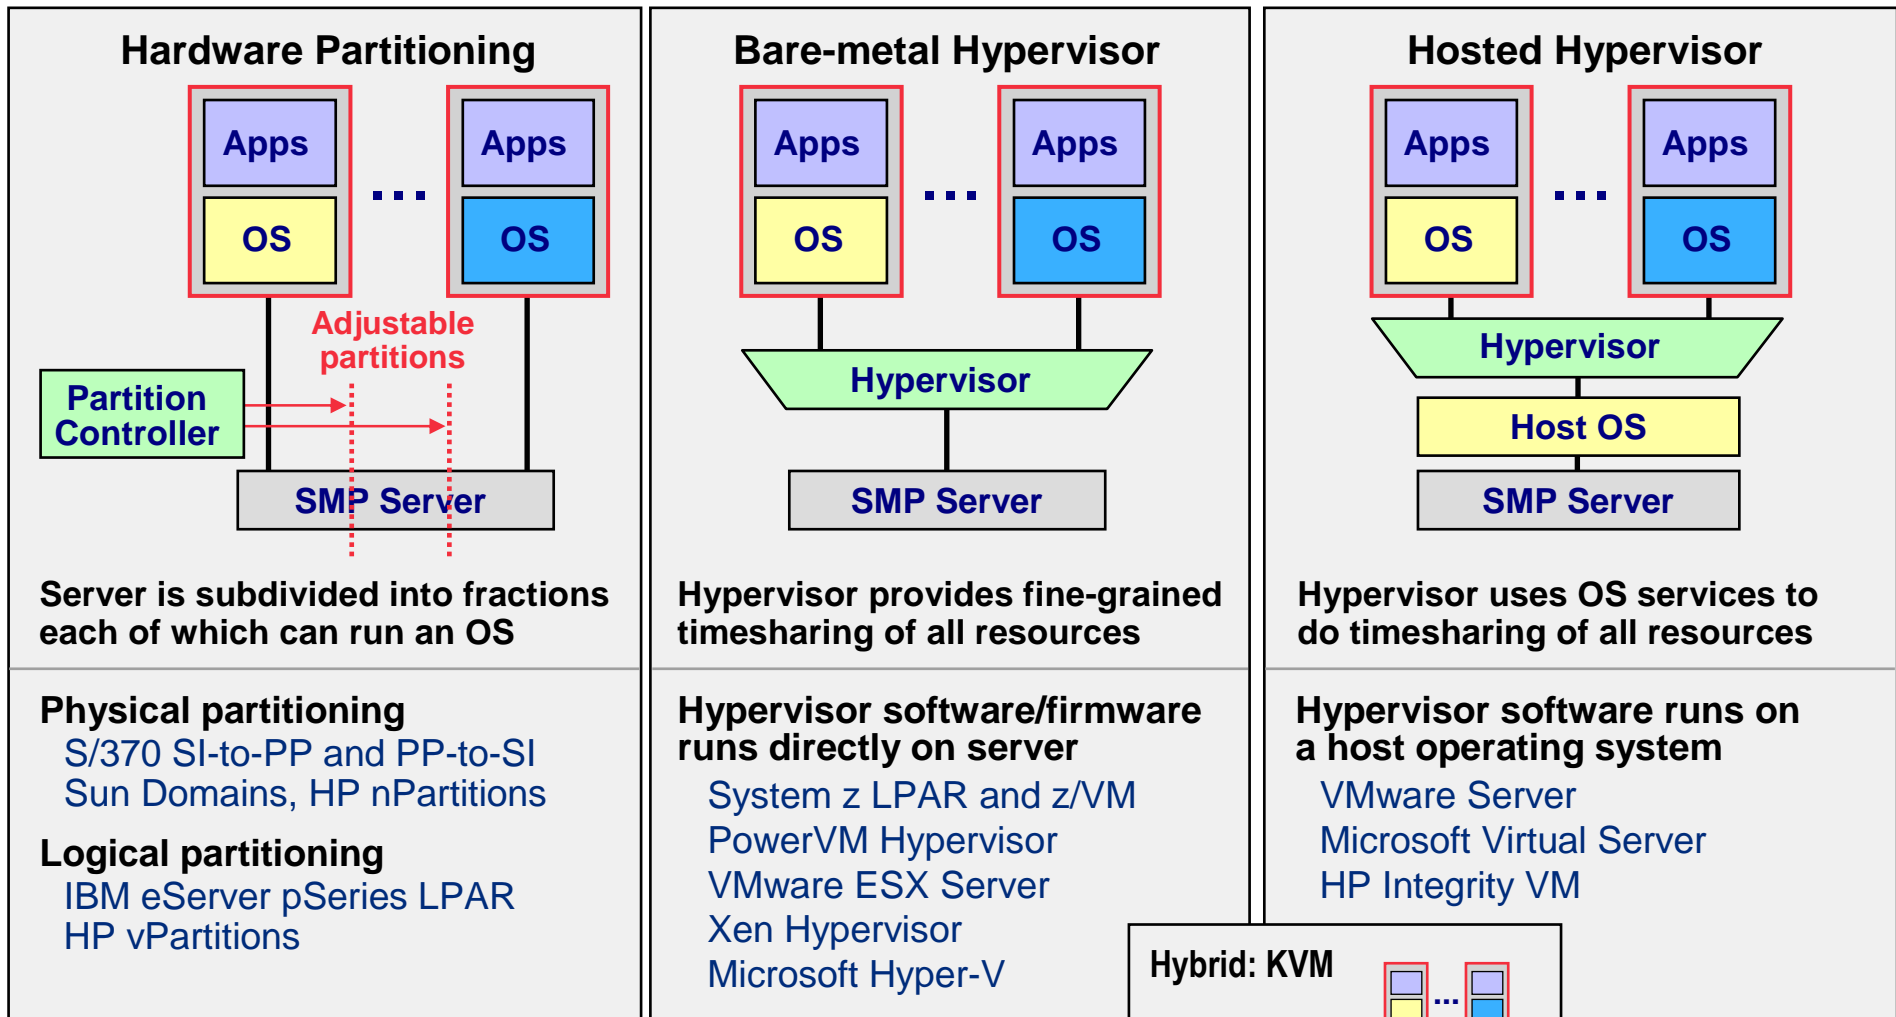 Hardware Partitioning
Apps
Apps
...
OS
OS
Adjustable
partitions
Partition
Controller
SMP Server
Server is subdivided into fractions
each of which can run an OS
Physical partitioning
S/370 SI-to-PP and PP-to-SI
Sun Domains, HP nPartitions
Logical partitioning
IBM eServer pSeries LPAR
HP vPartitions
Bare-metal Hypervisor
Apps
Apps
...
OS
OS
Hypervisor
SMP Server
Hypervisor provides fine-grained
timesharing of all resources
Hypervisor software/firmware
runs directly on server
System z LPAR and z/VM
PowerVM Hypervisor
VMware ESX Server
Xen Hypervisor
Microsoft Hyper-V
Hosted Hypervisor
Apps
Apps
...
OS
OS
Hypervisor
Host OS
SMP Server
Hypervisor uses OS services to
do timesharing of all resources
Hypervisor software runs on
a host operating system
VMware Server
Microsoft Virtual Server
HP Integrity VM
Hybrid: KVM
...